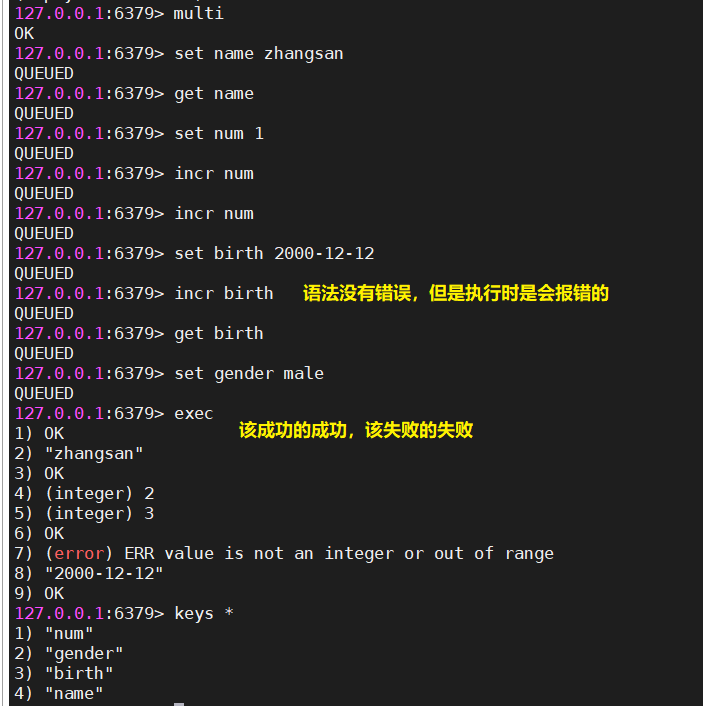 127.0.0.1:6379> multi
OK
127.0.0.1:6379> set name zhangsan
QUEUED
127.0.0.1:6379> get name
QUEUED
127.0.0.1:6379> set num 1
QUEUED
127.0.0.1:6379> incr num
QUEUED
127.0.0.1:6379> incr num
QUEUED
127.0.0.1:6379> set birth 2000-12-12
QUEUED
127.0.0.1:6379> incr birth 语法没有错误，但是执行时是会报错的
QUEUED
127.0.0.1:6379> get birth
QUEUED
127.0.0.1:6379> set gender male
QUEUED
127.0.0.1:6379> exec
该成功的成功，该失败的失败
1) OK
2) "zhangsan"
3) OK
4) (integer) 2
5) (integer) 3
6) OK
7) (error) ERR value is not an integer or out of range
8) "2000-12-12"
9) OK
127.0.0.1:6379> keys *
1) "num"
2) "gender"
3) "birth"
4) "name"